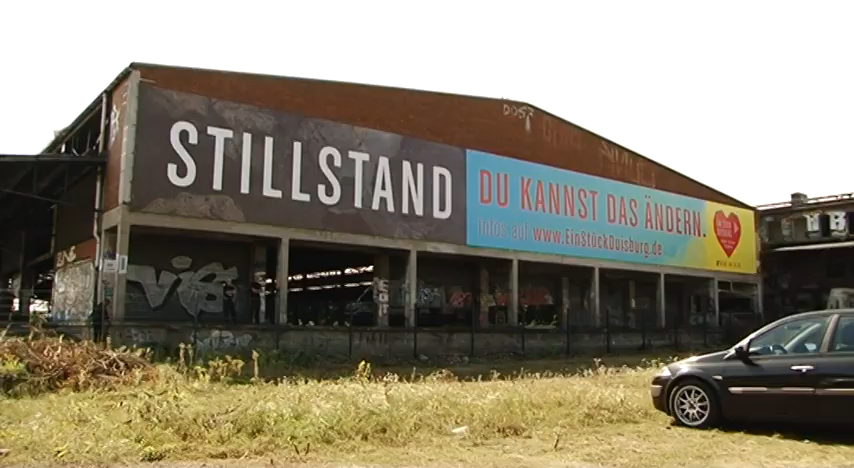 STILLSTAND
DU KANNST DAS ÄNDERN.
Infos auf www.EinStückDuisburg.de